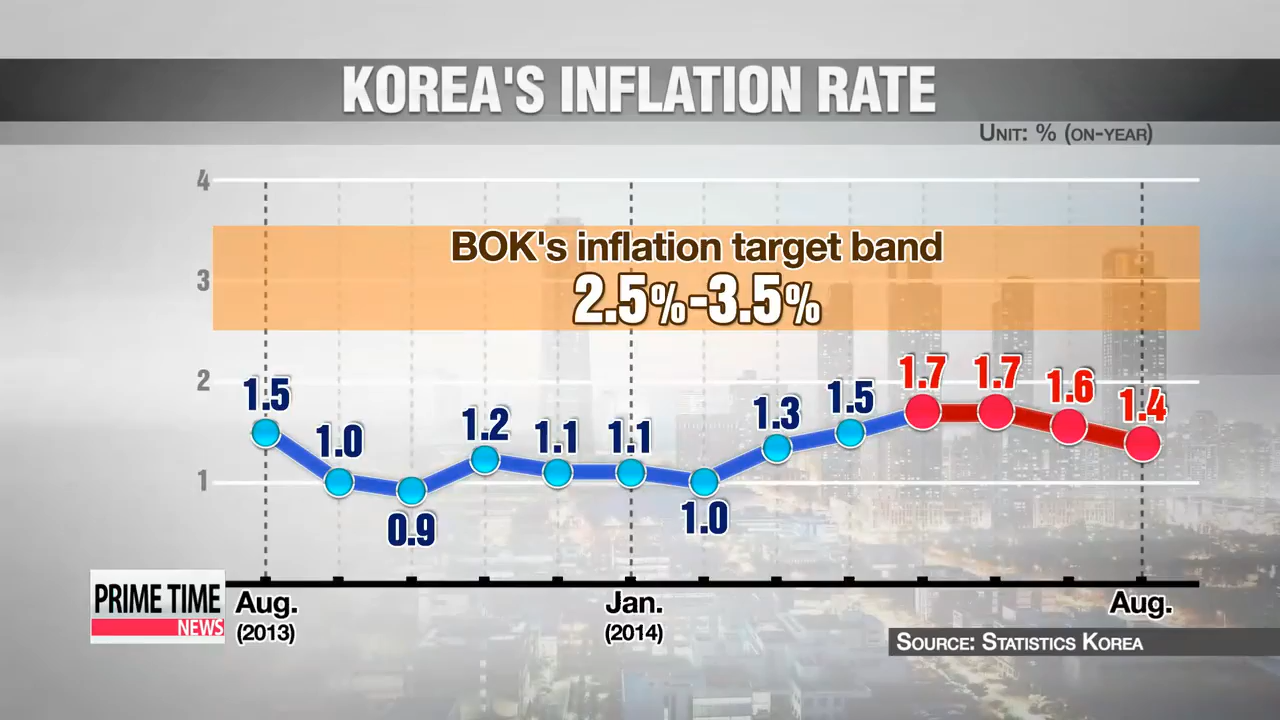 KOREA'S INFLATION RATE
UNIT: % (ON-YEAR)
4
BOK's inflation target band
3
2.5%-3.5%
2
1.5
1.0
0.9
1.2
1.1
1.1
1.0
1.3
1.5
1.7
1.7
1.6
1.4
1
PRIME TIME
NEWS
Aug.
(2013)
Jan.
(2014)
Aug.
SOURCE: STATISTICS KOREA